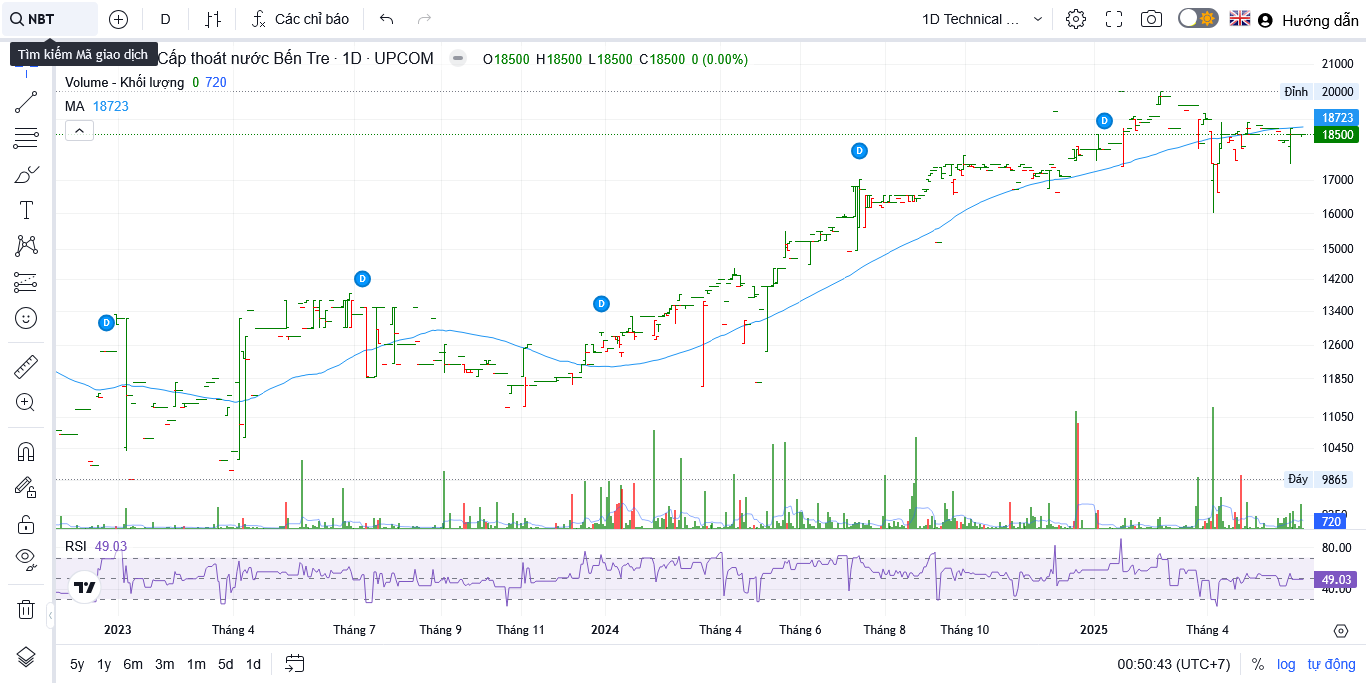 NBT
D
Các chỉ báo
1D Technical ...
Hướng dẫn
Tìm kiếm Mã giao dịch
Cấp thoát nước Bến Tre · 1D · UPCOM
O18500 H18500 L18500 C18500 0 (0.00%)
Volume - Khối lượng 0 720
MA 18723
21000
Đỉnh 20000
18723
18500
17000
16000
15000
14200
13400
12600
11850
11050
10450
Đáy 9865
720
D
D
D
D
D
RSI 49.03
80.00
49.03
40.00
2023
Tháng 4
Tháng 7
Tháng 9
Tháng 11
2024
Tháng 4
Tháng 6
Tháng 8
Tháng 10
2025
Tháng 4
5y 1y 6m 3m 1m 5d 1d
00:50:43 (UTC+7)
% log tự động